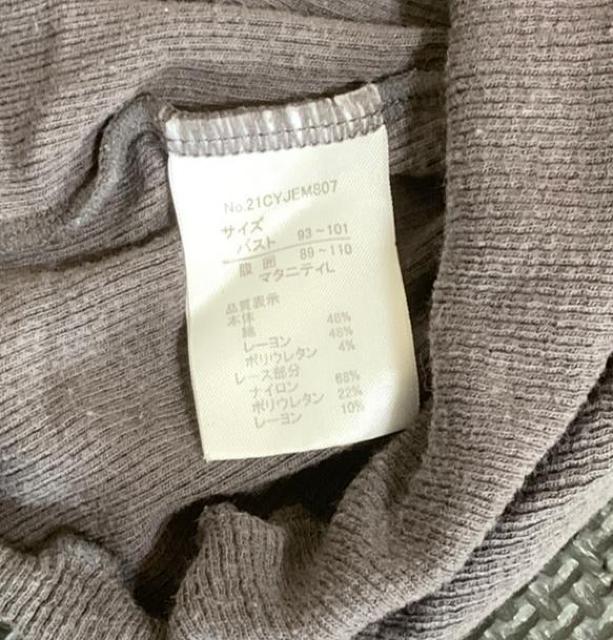 No.21CYJEM807
サイズ
バスト 93~101
腹囲 89~110
マタニティL
品質表示
本体
綿 48%
レーヨン 48%
ポリウレタン 4%
レース部分
ナイロン 68%
ポリウレタン 22%
レーヨン 10%